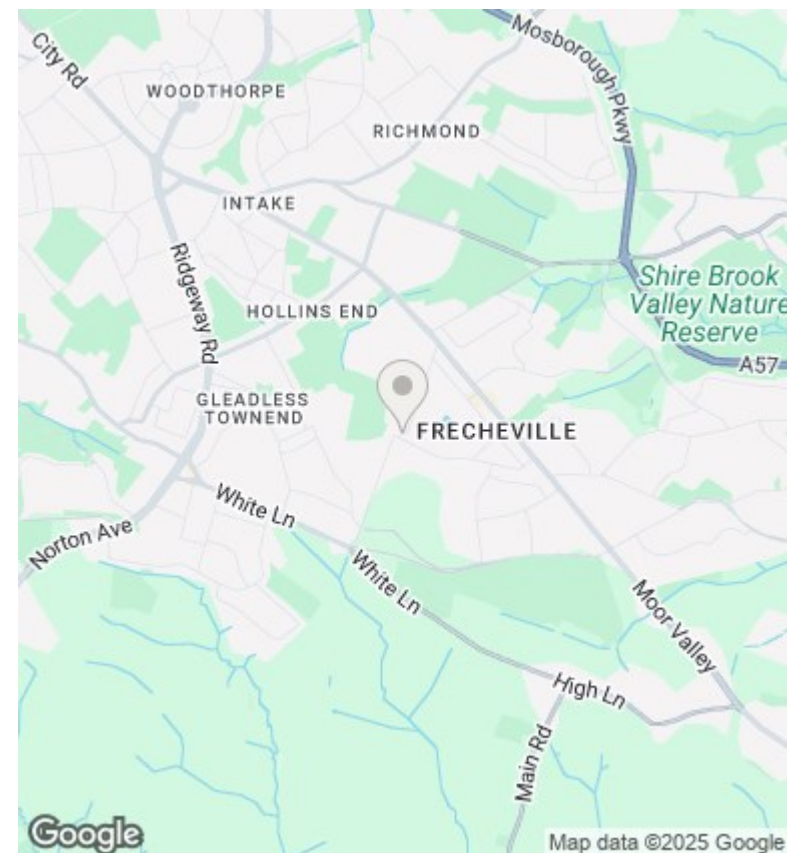 City Rd
WOODTHORPE
Mosborough Pkwy
RICHMOND
INTAKE
Ridgeway Rd
Shire Brook
Valley Nature
Reserve
HOLLINS END
A57
GLEADLESS
TOWNEND
FRECHEVILLE
White Ln
Norton Ave
White Ln
Moor Valley
High Ln
Main Rd
Google
Map data ©2025 Google